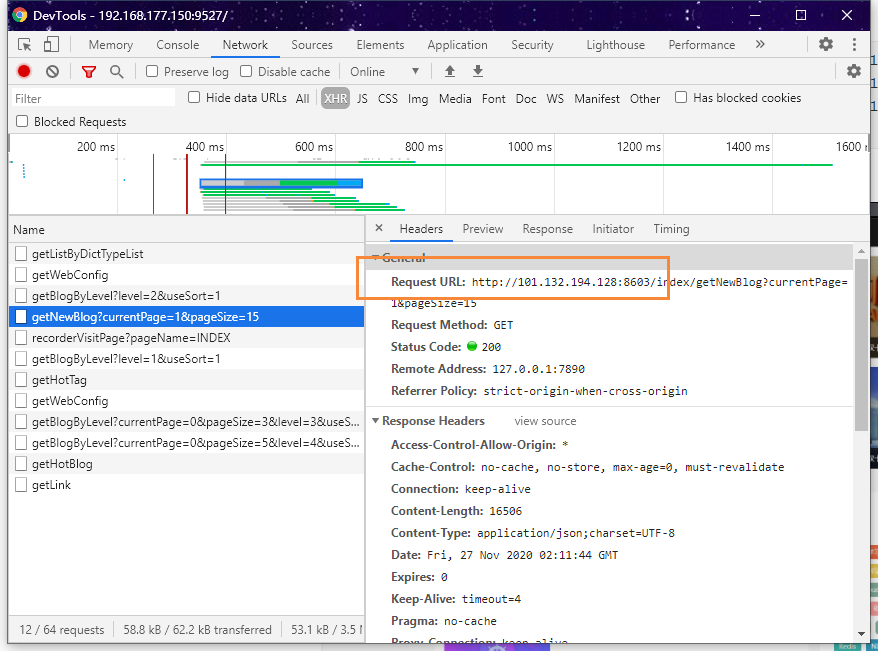 DevTools - 192.168.177.150:9527/
Memory Console Network Sources Elements Application Security Lighthouse Performance »
Preserve log Disable cache Online
Filter Hide data URLs All XHR JS CSS Img Media Font Doc WS Manifest Other Has blocked cookies
Blocked Requests
200 ms 400 ms 600 ms 800 ms 1000 ms 1200 ms 1400 ms 1600
Name
getListByDictTypeList
getWebConfig
getBlogByLevel?level=2&useSort=1
getNewBlog?currentPage=1&pageSize=15
recorderVisitPage?pageName=INDEX
getBlogByLevel?level=1&useSort=1
getHotTag
getWebConfig
getBlogByLevel?currentPage=0&pageSize=3&level=3&useS...
getBlogByLevel?currentPage=0&pageSize=5&level=4&useS...
getHotBlog
getLink
12 / 64 requests 58.8 kB / 62.2 kB transferred 53.1 kB / 3.5
× Headers Preview Response Initiator Timing
General
Request URL: http://101.132.194.128:8603/index/getNewBlog?currentPage=
1&pageSize=15
Request Method: GET
Status Code: 200
Remote Address: 127.0.0.1:7890
Referrer Policy: strict-origin-when-cross-origin
Response Headers view source
Access-Control-Allow-Origin: *
Cache-Control: no-cache, no-store, max-age=0, must-revalidate
Connection: keep-alive
Content-Length: 16506
Content-Type: application/json;charset=UTF-8
Date: Fri, 27 Nov 2020 02:11:44 GMT
Expires: 0
Keep-Alive: timeout=4
Pragma: no-cache
Proxy-Connection: keep-alive
Redis